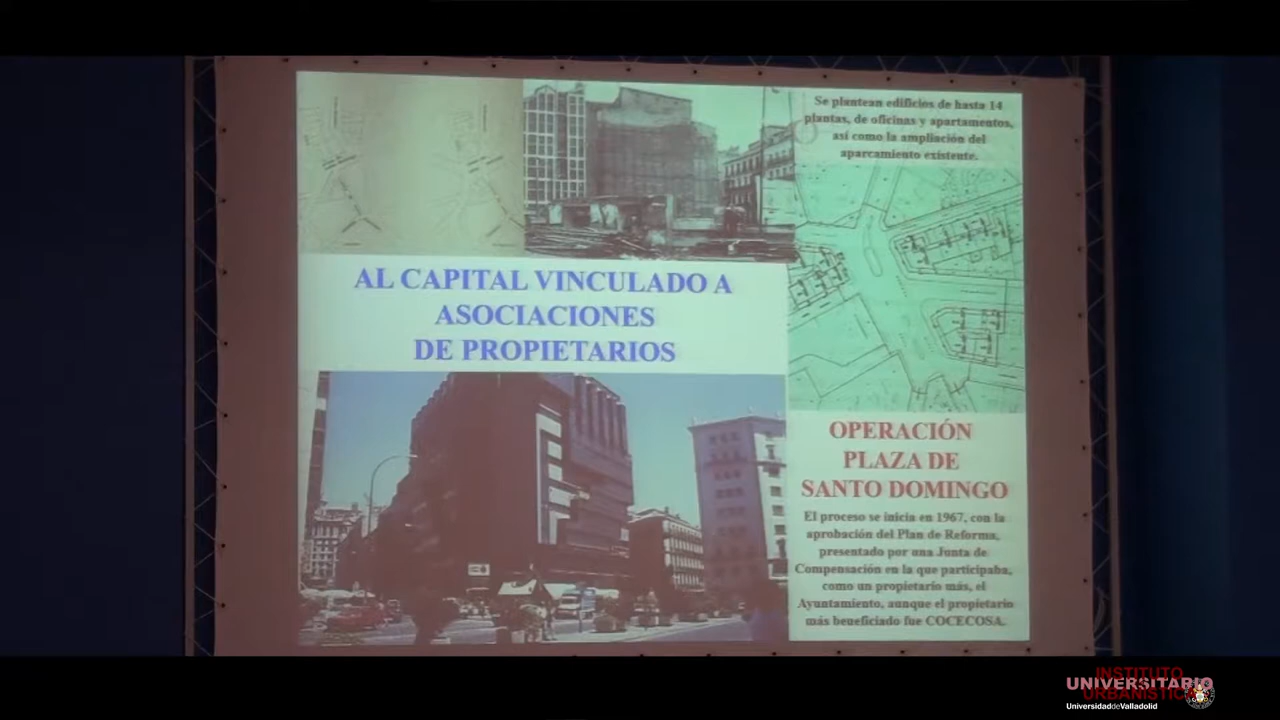 Se plantean edificios de hasta 14
plantas, de oficinas y apartamentos,
así como la ampliación del
aparcamiento existente.
AL CAPITAL VINCULADO A
ASOCIACIONES
DE PROPIETARIOS
OPERACIÓN
PLAZA DE
SANTO DOMINGO
El proceso se inicia en 1967, con la
aprobación del Plan de Reforma,
presentado por una Junta de
Compensación en la que participaba,
como un propietario más, el
Ayuntamiento, aunque el propietario
más beneficiado fue COCECOSA.
INSTITUTO
UNIVERSITARIO
URBANÍSTICA
UniversidaddeValladolid